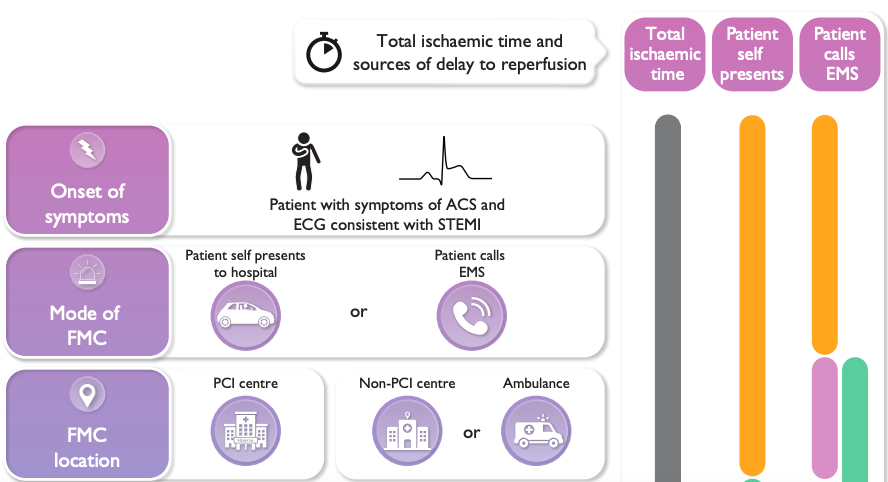 Total ischaemic time and
sources of delay to reperfusion
Total
ischaemic
time
Patient
self
presents
Patient
calls
EMS
Onset of
symptoms
Patient with symptoms of ACS and
ECG consistent with STEMI
Mode of
FMC
Patient self presents
to hospital
or
Patient calls
EMS
FMC
location
PCI centre
Non-PCI centre
or
Ambulance